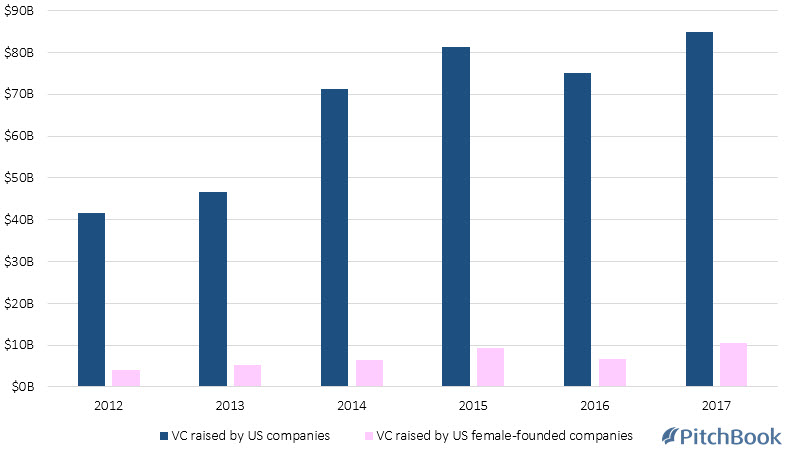 $90B
$80B
$70B
$60B
$50B
$40B
$30B
$20B
$10B
$0B
2012 2013 2014 2015 2016 2017
VC raised by US companies VC raised by US female-founded companies
PitchBook